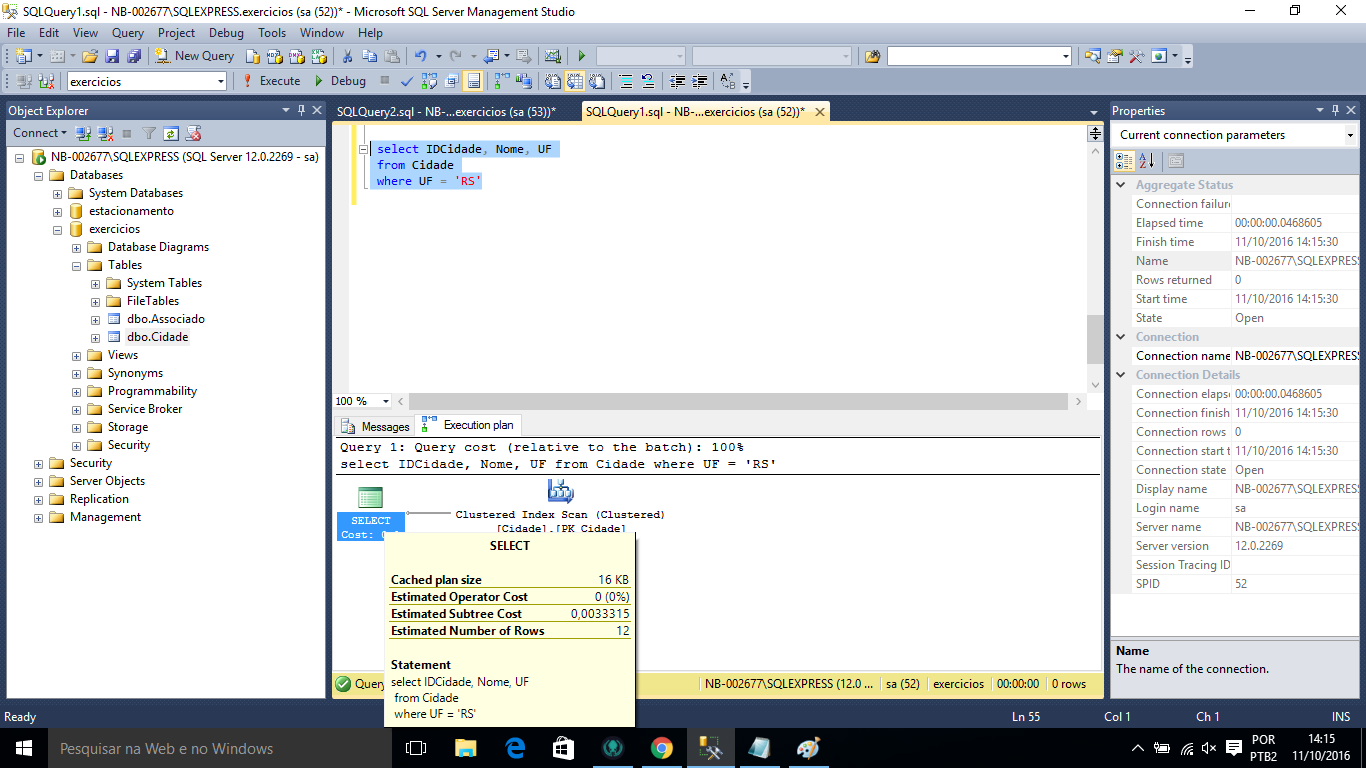 SQLQuery1.sql - NB-002677\SQLEXPRESS.exercicios (sa (52))* - Microsoft SQL Server Management Studio
File Edit View Query Project Debug Tools Window Help
New Query
exercicios Execute Debug
Object Explorer
Connect
NB-002677\SQLEXPRESS (SQL Server 12.0.2269 - sa)
Databases
System Databases
estacionamento
exercicios
Database Diagrams
Tables
System Tables
FileTables
dbo.Associado
dbo.Cidade
Views
Synonyms
Programmability
Service Broker
Storage
Security
Security
Server Objects
Replication
Management
SQLQuery2.sql - NB-...exercicios (sa (53))* SQLQuery1.sql - NB-...exercicios (sa (52))*
select IDCidade, Nome, UF
from Cidade
where UF = 'RS'
100 %
Messages Execution plan
Query 1: Query cost (relative to the batch): 100%
select IDCidade, Nome, UF from Cidade where UF = 'RS'
SELECT
Cost: 0
Clustered Index Scan (Clustered)
[Cidade].[PK_Cidade]
SELECT
Cached plan size 16 KB
Estimated Operator Cost 0 (0%)
Estimated Subtree Cost 0,0033315
Estimated Number of Rows 12
Statement
select IDCidade, Nome, UF
from Cidade
where UF = 'RS'
Query NB-002677\SQLEXPRESS (12.0 ... sa (52) exercicios 00:00:00 0 rows
Properties
Current connection parameters
Aggregate Status
Connection failure
Elapsed time 00:00:00.0468605
Finish time 11/10/2016 14:15:30
Name NB-002677\SQLEXPRESS
Rows returned 0
Start time 11/10/2016 14:15:30
State Open
Connection
Connection name NB-002677\SQLEXPRESS
Connection Details
Connection elaps 00:00:00.0468605
Connection finish 11/10/2016 14:15:30
Connection rows 0
Connection start t 11/10/2016 14:15:30
Connection state Open
Display name NB-002677\SQLEXPRESS
Login name sa
Server name NB-002677\SQLEXPRESS
Server version 12.0.2269
Session Tracing ID
SPID 52
Name
The name of the connection.
Ready Ln 55 Col 1 Ch 1 INS
Pesquisar na Web e no Windows
POR
PTB2
14:15
11/10/2016